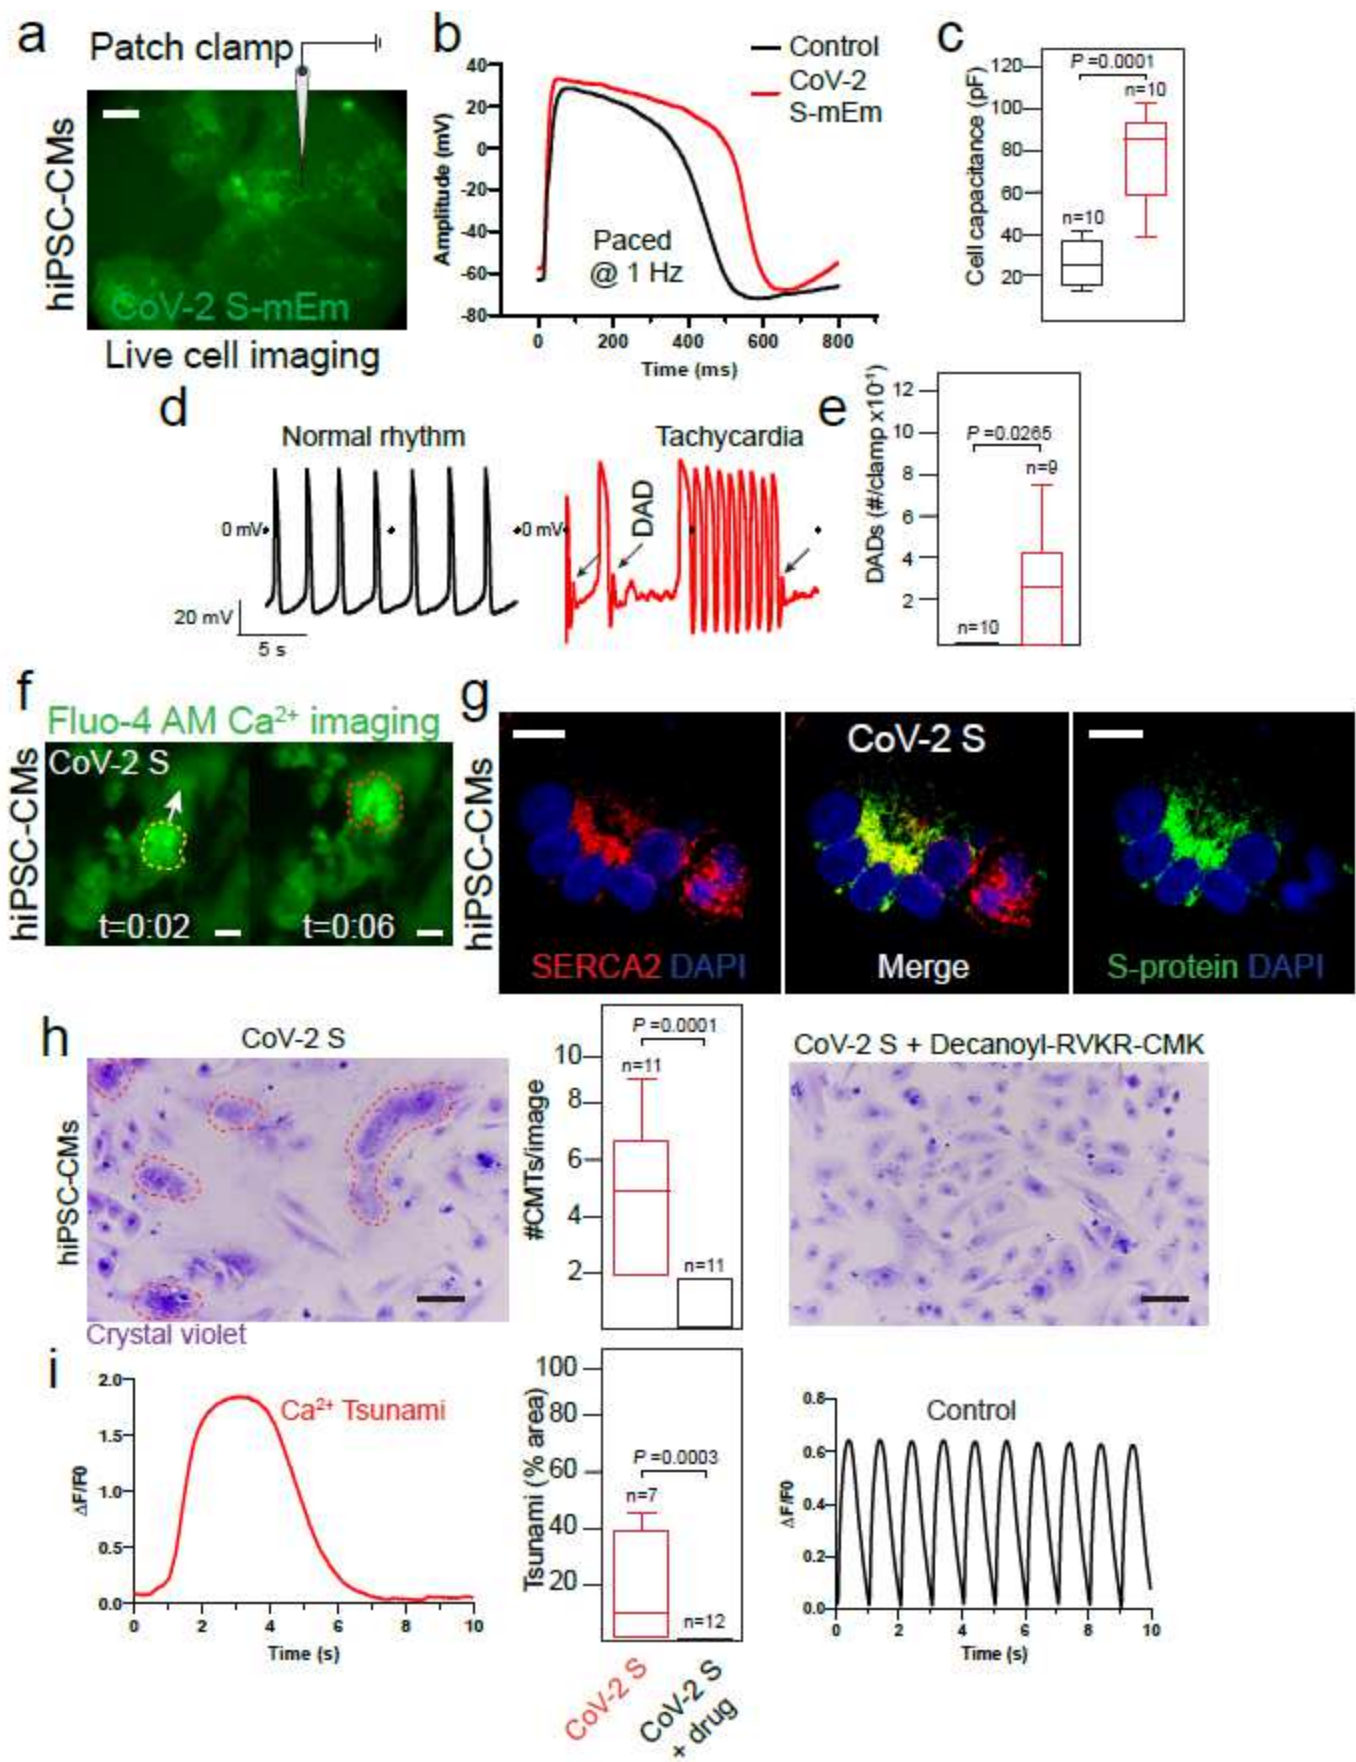 a
Patch clamp
hiPSC-CMs
CoV-2 S-mEm
Live cell imaging
b
Control
CoV-2
S-mEm
Amplitude (mV)
40
20
0
-20
-40
-60
-80
Paced
@ 1 Hz
0 200 400 600 800
Time (ms)
c
Cell capacitance (pF)
120
100
80
60
40
20
P =0.0001
n=10
n=10
d
Normal rhythm
Tachycardia
0 mV
0 mV
DAD
20 mV
5 s
e
DADs (#/clamp x10⁻¹)
12
10
8
6
4
2
P =0.0265
n=9
n=10
f
Fluo-4 AM Ca²⁺ imaging
hiPSC-CMs
CoV-2 S
t=0:02
t=0:06
g
hiPSC-CMs
CoV-2 S
SERCA2 DAPI
Merge
S-protein DAPI
h
CoV-2 S
hiPSC-CMs
Crystal violet
#CMTs/image
10
8
6
4
2
P =0.0001
n=11
n=11
CoV-2 S + Decanoyl-RVKR-CMK
i
ΔF/F0
2.0
1.5
1.0
0.5
0.0
Ca²⁺ Tsunami
0 2 4 6 8 10
Time (s)
Tsunami (% area)
100
80
60
40
20
P =0.0003
n=7
n=12
CoV-2 S
CoV-2 S
× drug
Control
ΔF/F0
0.8
0.6
0.4
0.2
0.0
0 2 4 6 8 10
Time (s)